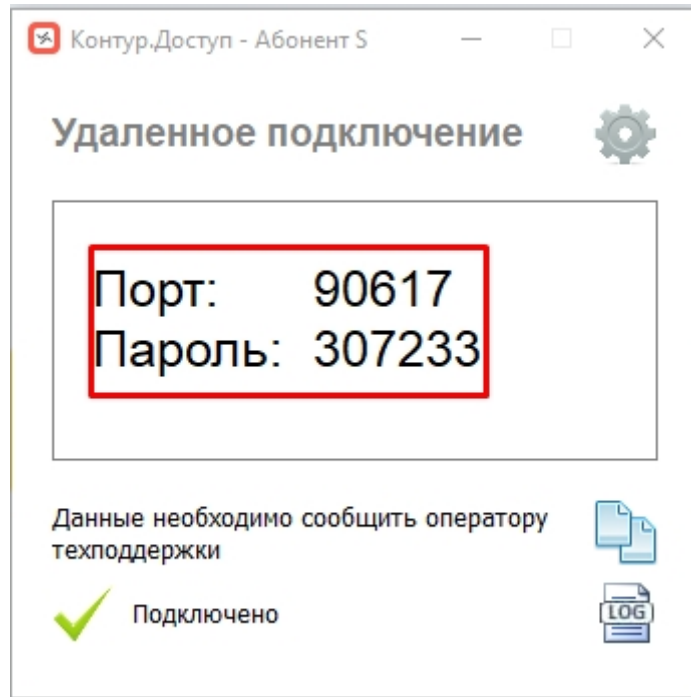 Контур.Доступ - Абонент S
Удаленное подключение
Порт: 90617
Пароль: 307233
Данные необходимо сообщить оператору
техподдержки
Подключено
LOG